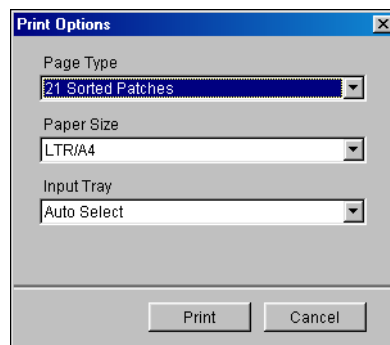 Print Options
Page Type
21 Sorted Patches
Paper Size
LTR/A4
Input Tray
Auto Select
Print Cancel